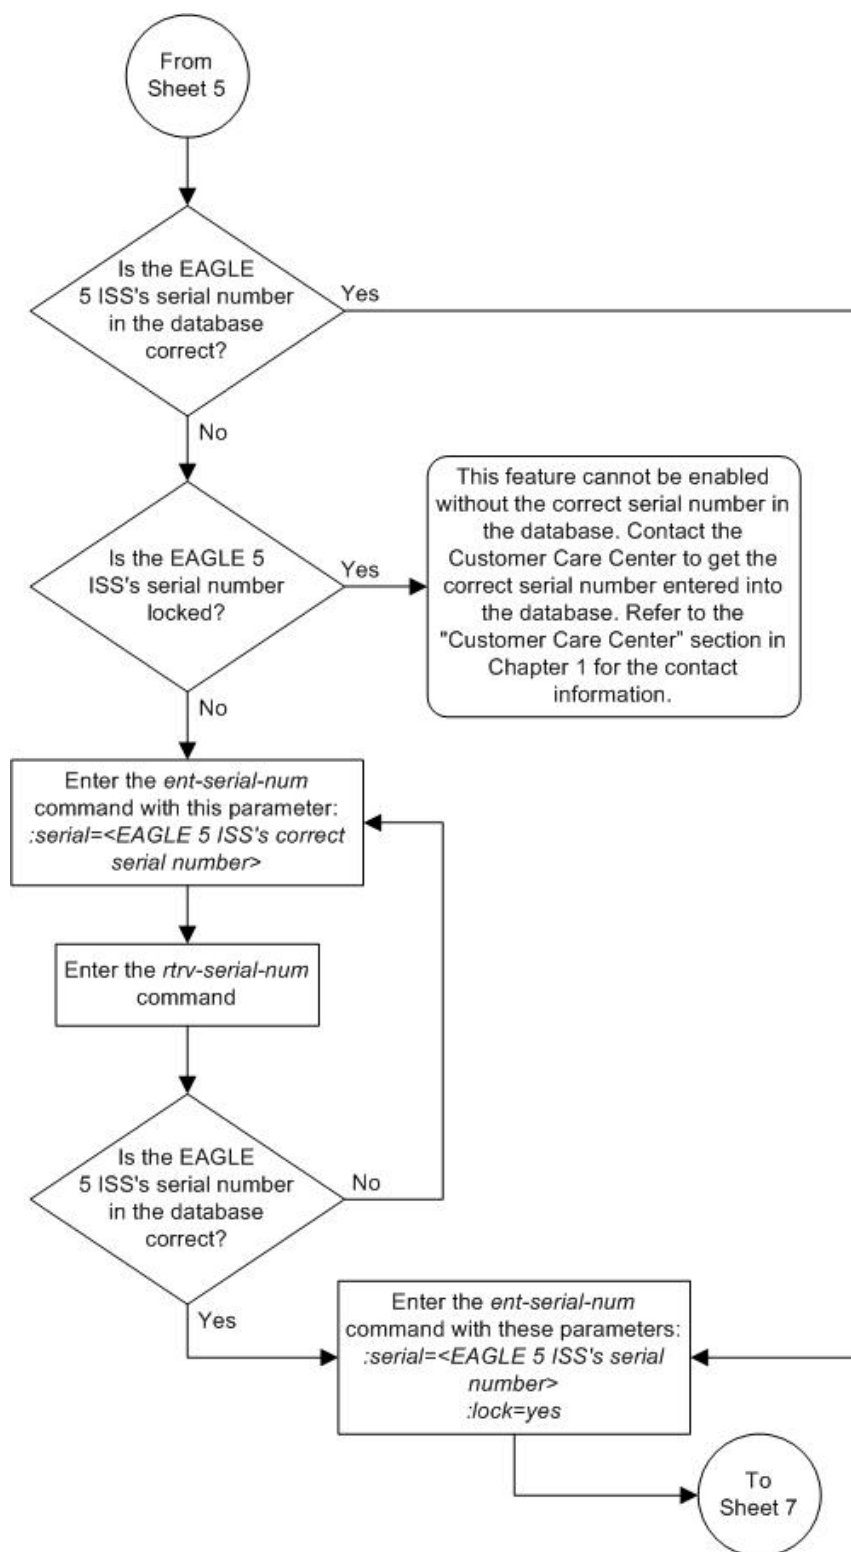 From
Sheet 5
Is the EAGLE
5 ISS's serial number
in the database
correct?
Yes
No
Is the EAGLE 5
ISS's serial number
locked?
Yes
This feature cannot be enabled
without the correct serial number in
the database. Contact the
Customer Care Center to get the
correct serial number entered into
the database. Refer to the
"Customer Care Center" section in
Chapter 1 for the contact
information.
No
Enter the ent-serial-num
command with this parameter:
:serial=<EAGLE 5 ISS's correct
serial number>
Enter the rtrv-serial-num
command
Is the EAGLE
5 ISS's serial number
in the database
correct?
No
Yes
Enter the ent-serial-num
command with these parameters:
:serial=<EAGLE 5 ISS's serial
number>
:lock=yes
To
Sheet 7